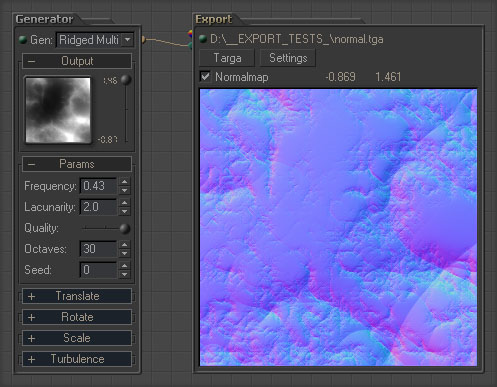 Generator
Gen: Ridged Multi
Output
1.46
-0.87
Params
Frequency: 0.43
Lacunarity: 2.0
Quality:
Octaves: 30
Seed: 0
+ Translate
+ Rotate
+ Scale
+ Turbulence
Export
D:\__EXPORT_TESTS_\normal.tga
Targa Settings
Normalmap -0.869 1.461